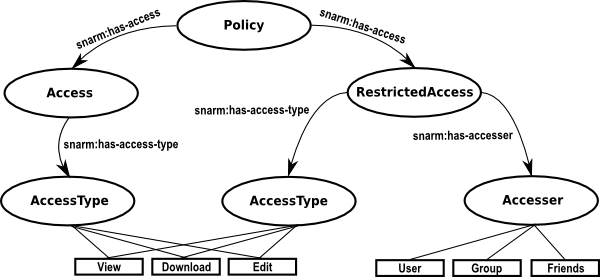 Policy
snarm:has-access
snarm:has-access
Access
RestrictedAccess
snarm:has-access-type
snarm:has-accesser
snarm:has-access-type
AccessType
AccessType
Accesser
View
Download
Edit
User
Group
Friends